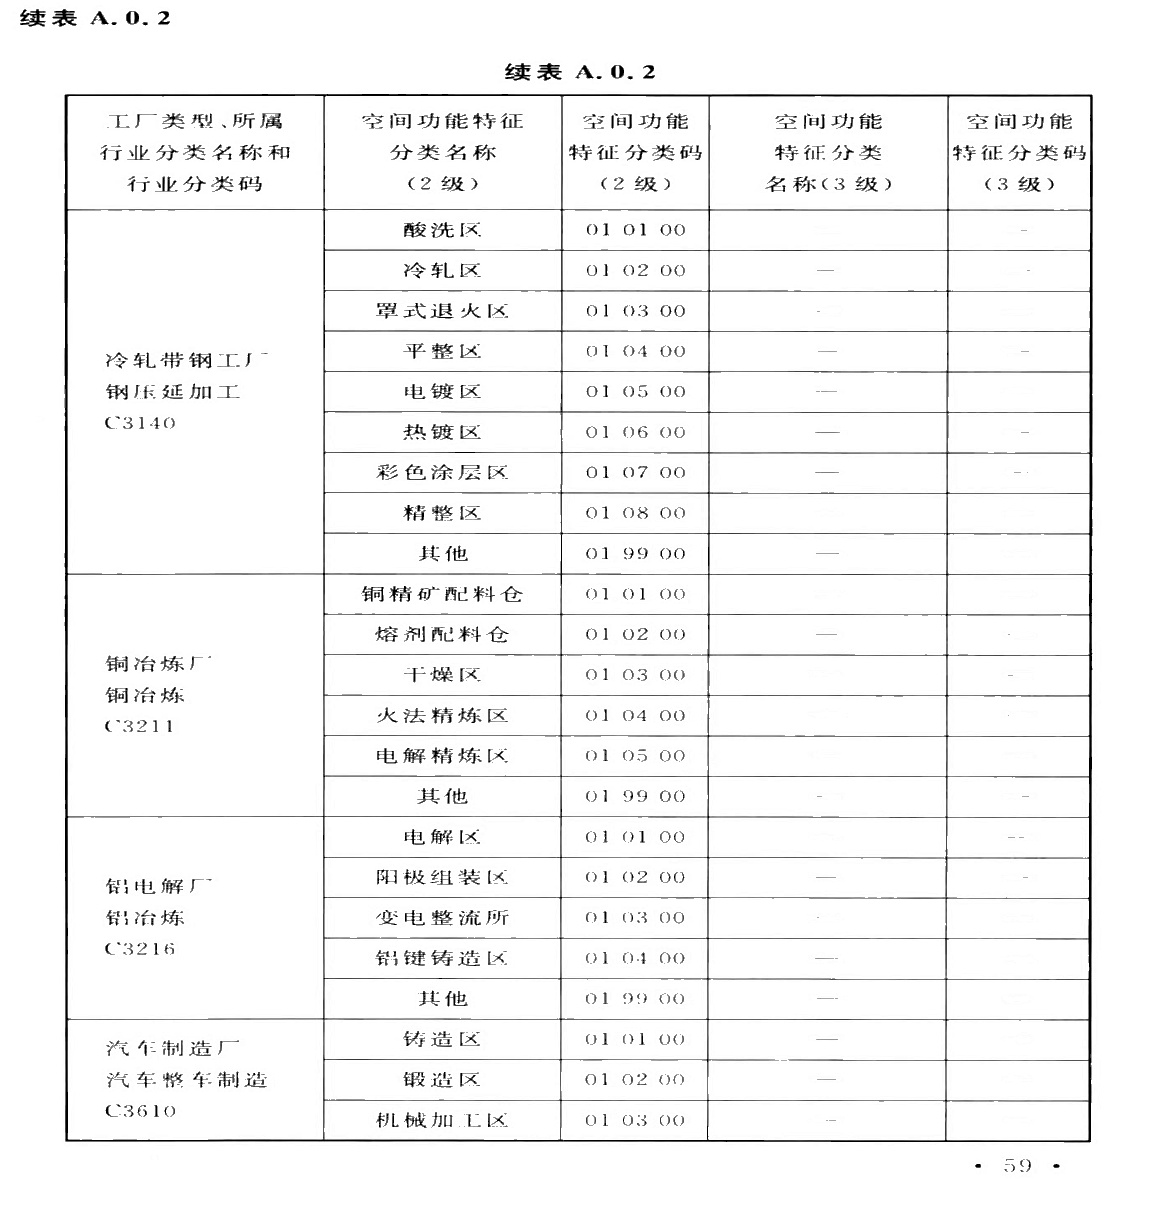 续表 A.0.2
续表 A.0.2
工厂类型、所属行业分类名称和行业分类码 空间功能特征分类名称(2级) 空间功能特征分类码(2级) 空间功能特征分类名称(3级) 空间功能特征分类码(3级)
冷轧带钢工厂
钢压延加工
C3140
酸洗区 01 01 00 -
冷轧区 01 02 00 — -
罩式退火区 01 03 00 -
平整区 01 04 00 — -
电镀区 01 05 00 —
热镀区 01 06 00 — -
彩色涂层区 01 07 00 — -
精整区 01 08 00
其他 01 99 00 —
铜冶炼厂
铜冶炼
C3211
铜精矿配料仓 01 01 00
熔剂配料仓 01 02 00 — -
干燥区 01 03 00 -
火法精炼区 01 04 00 -
电解精炼区 01 05 00
其他 01 99 00 - -
铝电解厂
铝冶炼
C3216
电解区 01 01 00 --
阳极组装区 01 02 00 — -
变电整流所 01 03 00 -
铝键铸造区 01 04 00 —
其他 01 99 00 —
汽车制造厂
汽车整车制造
C3610
铸造区 01 01 00 —
锻造区 01 02 00 —
机械加工区 01 03 00 -
• 59 •